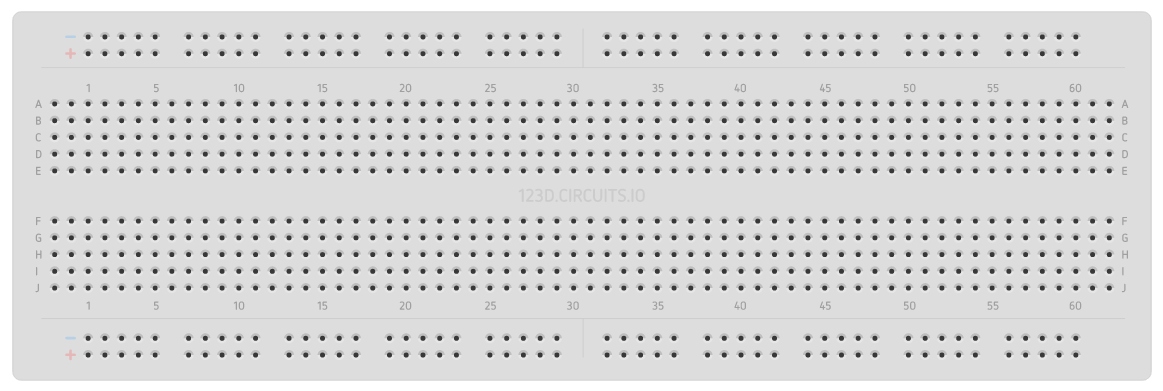 −
+
1 5 10 15 20 25 30 35 40 45 50 55 60
A A
B B
C C
D D
E E
123D.CIRCUITS.IO
F F
G G
H H
I I
J J
1 5 10 15 20 25 30 35 40 45 50 55 60
−
+